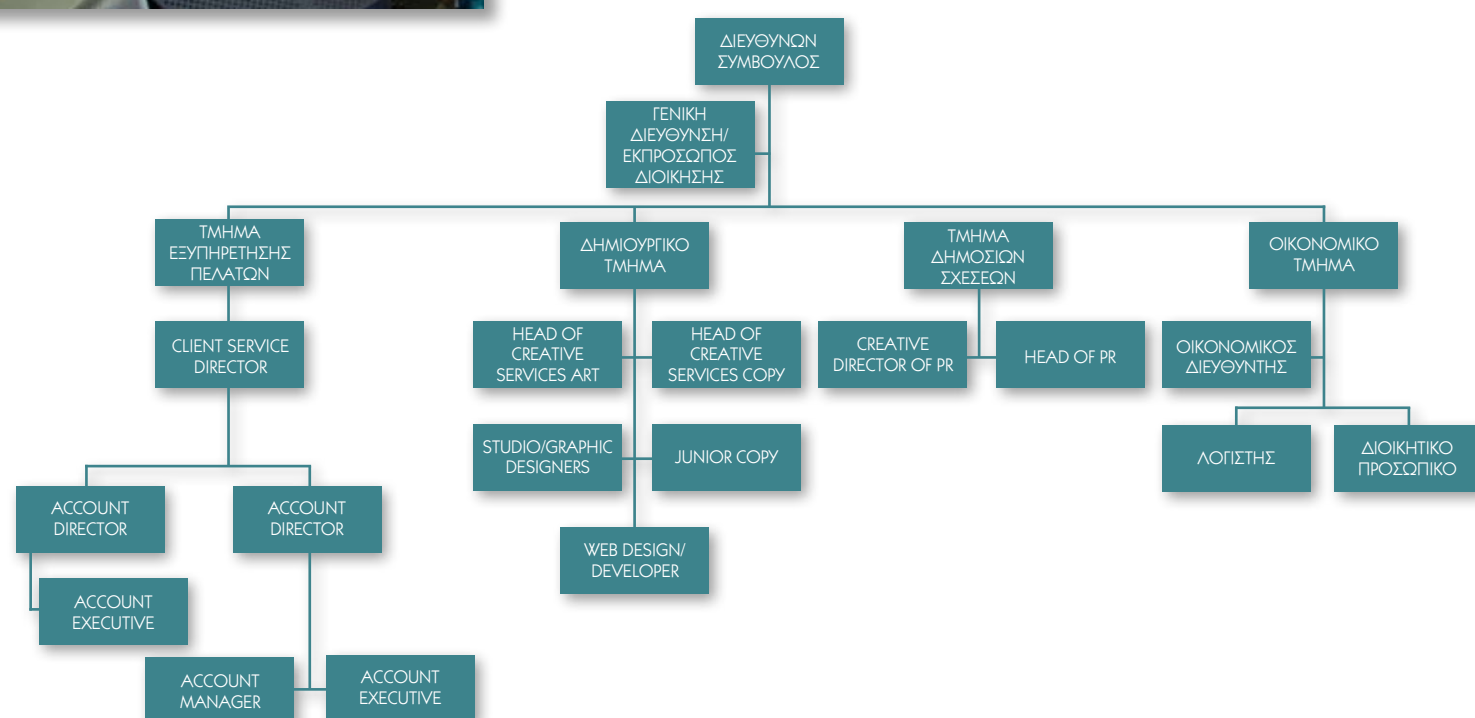 ΔΙΕΥΘΥΝΩΝ
ΣΥΜΒΟΥΛΟΣ
ΓΕΝΙΚΗ
ΔΙΕΥΘΥΝΣΗ/
ΕΚΠΡΟΣΩΠΟΣ
ΔΙΟΙΚΗΣΗΣ
ΤΜΗΜΑ
ΕΞΥΠΗΡΕΤΗΣΗΣ
ΠΕΛΑΤΩΝ
ΔΗΜΙΟΥΡΓΙΚΟ
ΤΜΗΜΑ
ΤΜΗΜΑ
ΔΗΜΟΣΙΩΝ
ΣΧΕΣΕΩΝ
ΟΙΚΟΝΟΜΙΚΟ
ΤΜΗΜΑ
CLIENT SERVICE
DIRECTOR
HEAD OF
CREATIVE
SERVICES ART
HEAD OF
CREATIVE
SERVICES COPY
CREATIVE
DIRECTOR OF PR
HEAD OF PR
ΟΙΚΟΝΟΜΙΚΟΣ
ΔΙΕΥΘΥΝΤΗΣ
STUDIO/GRAPHIC
DESIGNERS
JUNIOR COPY
ΛΟΓΙΣΤΗΣ
ΔΙΟΙΚΗΤΙΚΟ
ΠΡΟΣΩΠΙΚΟ
ACCOUNT
DIRECTOR
ACCOUNT
DIRECTOR
WEB DESIGN/
DEVELOPER
ACCOUNT
EXECUTIVE
ACCOUNT
MANAGER
ACCOUNT
EXECUTIVE